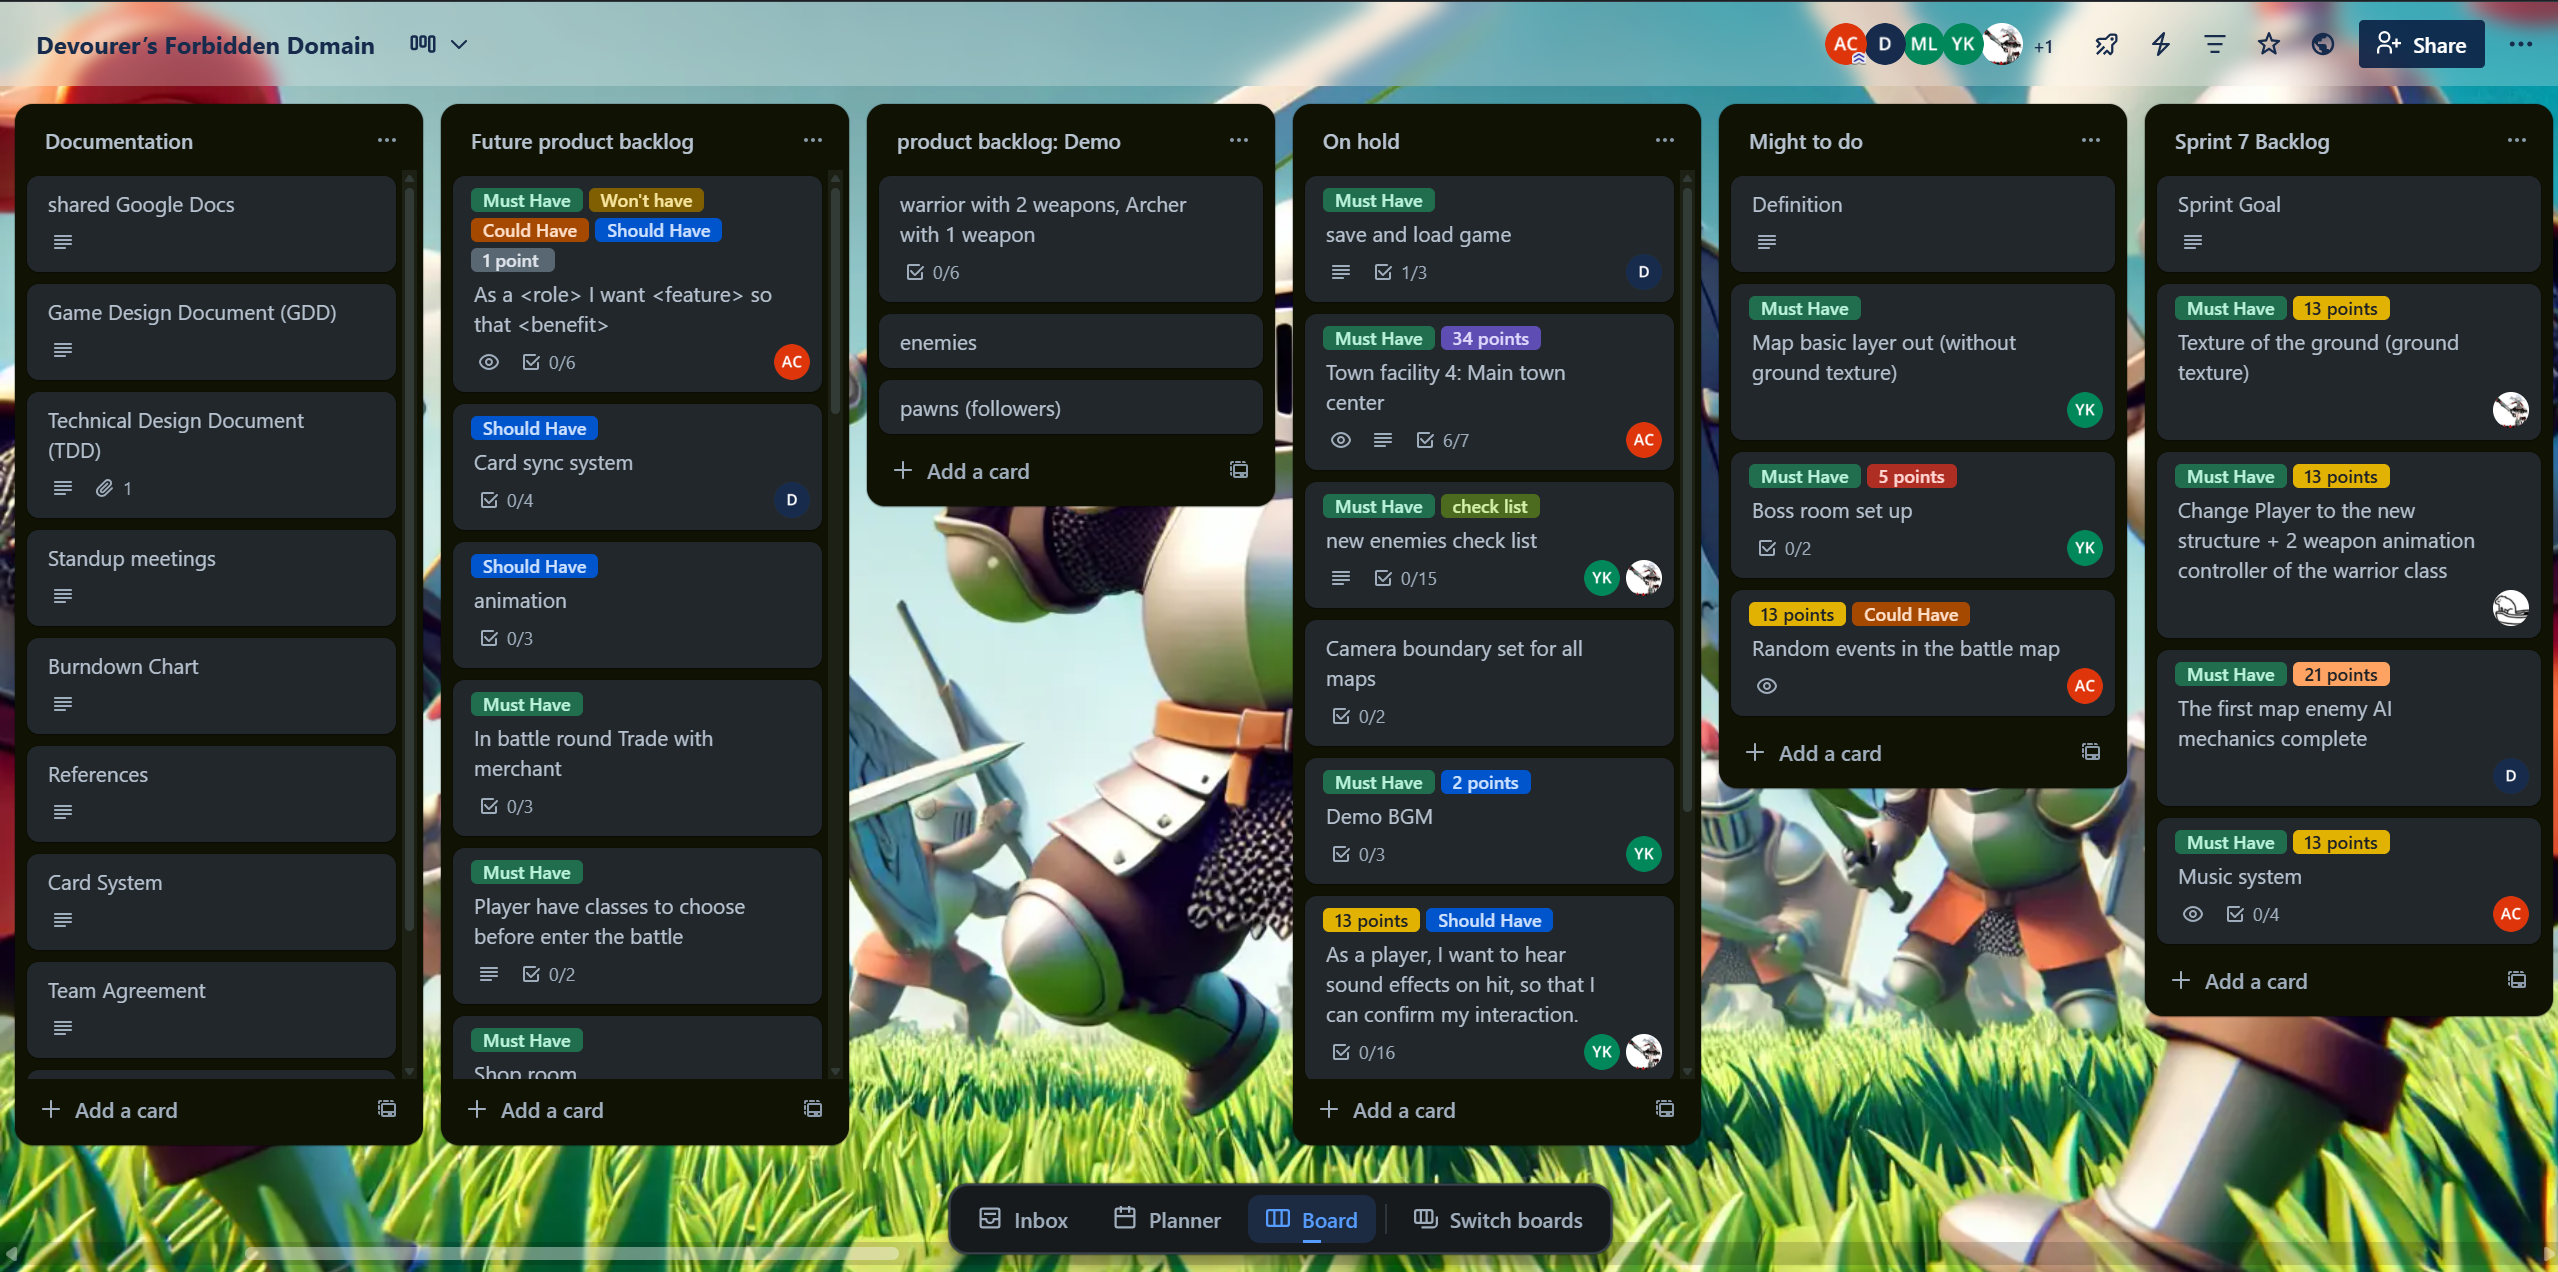 Devourer's Forbidden Domain
AC
D
ML
YK
+1
Share
Documentation
shared Google Docs
Game Design Document (GDD)
Technical Design Document
(TDD)
1
Standup meetings
Burndown Chart
References
Card System
Team Agreement
Add a card
Future product backlog
Must Have Won't have
Could Have Should Have
1 point
As a <role> I want <feature> so
that <benefit>
0/6
AC
Should Have
Card sync system
0/4
D
Should Have
animation
0/3
Must Have
In battle round Trade with
merchant
0/3
Must Have
Player have classes to choose
before enter the battle
0/2
Must Have
Shop room
Add a card
product backlog: Demo
warrior with 2 weapons, Archer
with 1 weapon
0/6
enemies
pawns (followers)
Add a card
On hold
Must Have
save and load game
1/3
D
Must Have 34 points
Town facility 4: Main town
center
6/7
AC
Must Have check list
new enemies check list
0/15
YK
Camera boundary set for all
maps
0/2
Must Have 2 points
Demo BGM
0/3
YK
13 points Should Have
As a player, I want to hear
sound effects on hit, so that I
can confirm my interaction.
0/16
YK
Add a card
Might to do
Definition
Must Have
Map basic layer out (without
ground texture)
YK
Must Have 5 points
Boss room set up
0/2
YK
13 points Could Have
Random events in the battle map
AC
Add a card
Sprint 7 Backlog
Sprint Goal
Must Have 13 points
Texture of the ground (ground
texture)
Must Have 13 points
Change Player to the new
structure + 2 weapon animation
controller of the warrior class
Must Have 21 points
The first map enemy AI
mechanics complete
D
Must Have 13 points
Music system
0/4
AC
Add a card
Inbox
Planner
Board
Switch boards